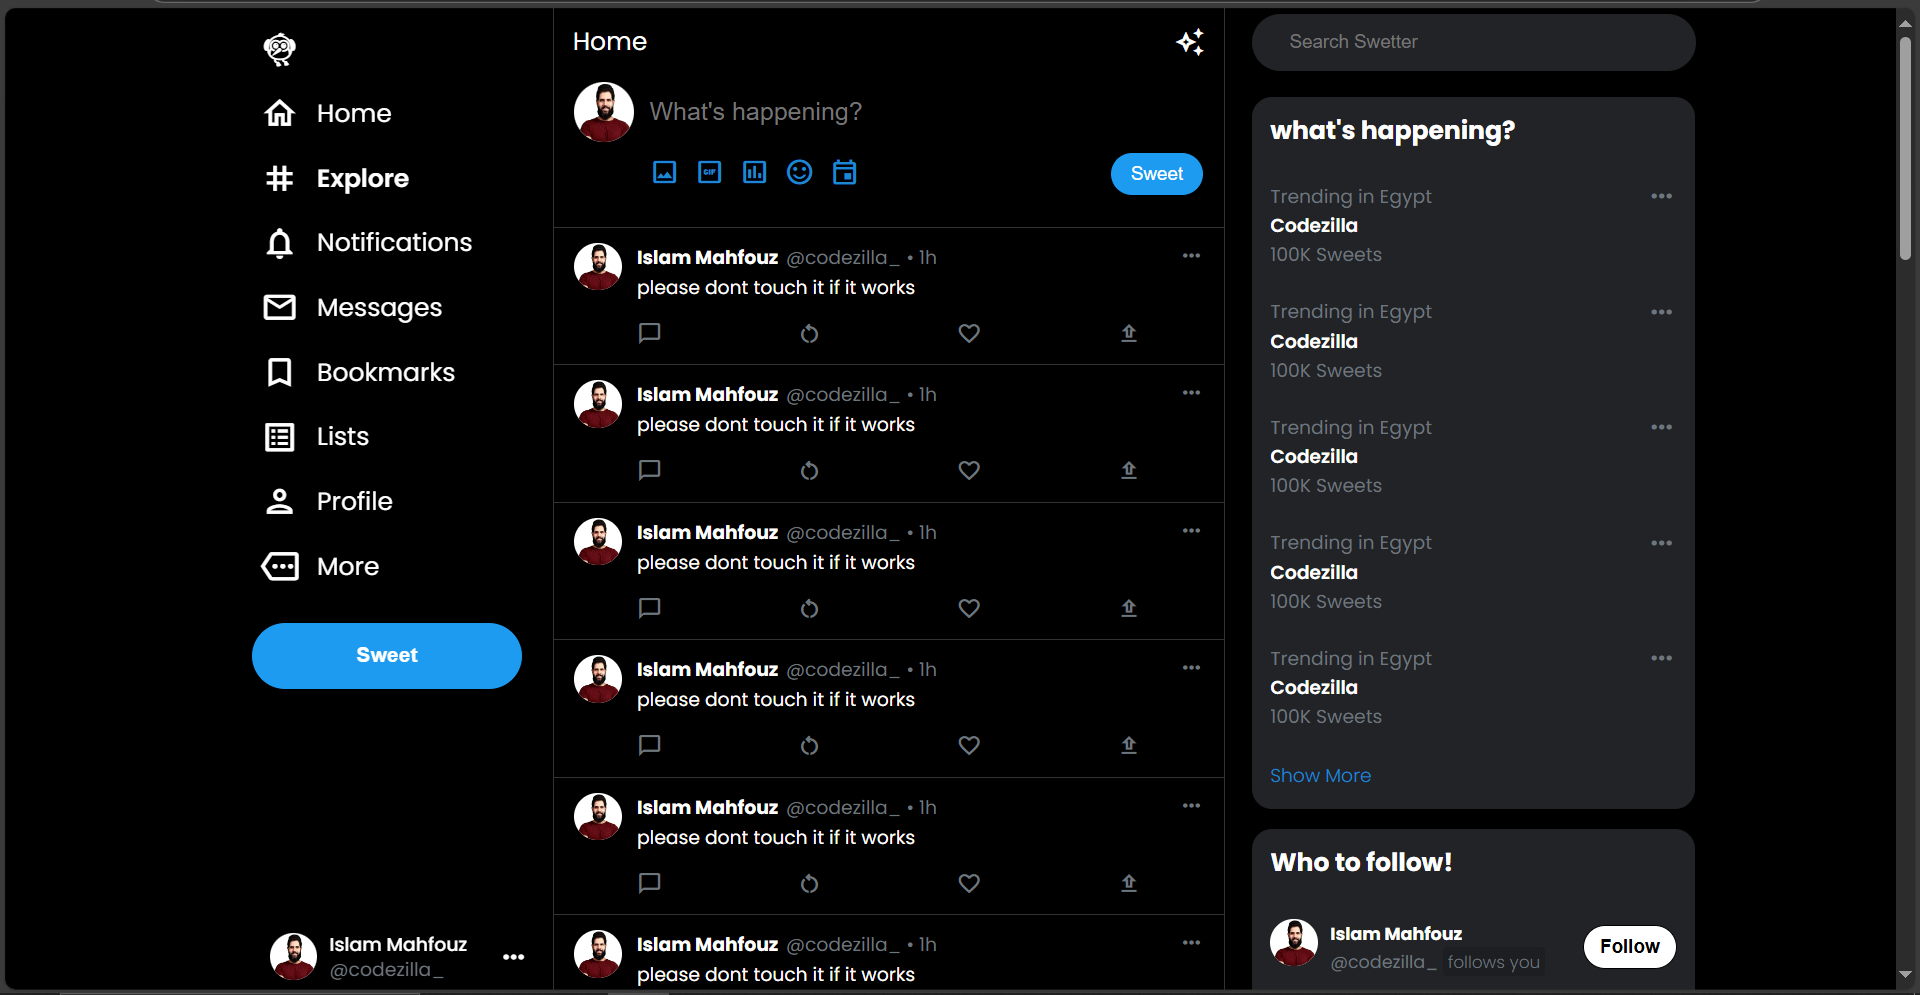 Home
Explore
Notifications
Messages
Bookmarks
Lists
Profile
More
Sweet
Islam Mahfouz
@codezilla_
Home
What's happening?
GIF
Sweet
Islam Mahfouz @codezilla_ • 1h
please dont touch it if it works
Islam Mahfouz @codezilla_ • 1h
please dont touch it if it works
Islam Mahfouz @codezilla_ • 1h
please dont touch it if it works
Islam Mahfouz @codezilla_ • 1h
please dont touch it if it works
Islam Mahfouz @codezilla_ • 1h
please dont touch it if it works
Islam Mahfouz @codezilla_ • 1h
please dont touch it if it works
Search Swetter
what's happening?
Trending in Egypt
Codezilla
100K Sweets
Trending in Egypt
Codezilla
100K Sweets
Trending in Egypt
Codezilla
100K Sweets
Trending in Egypt
Codezilla
100K Sweets
Trending in Egypt
Codezilla
100K Sweets
Show More
Who to follow!
Islam Mahfouz
@codezilla_ follows you
Follow